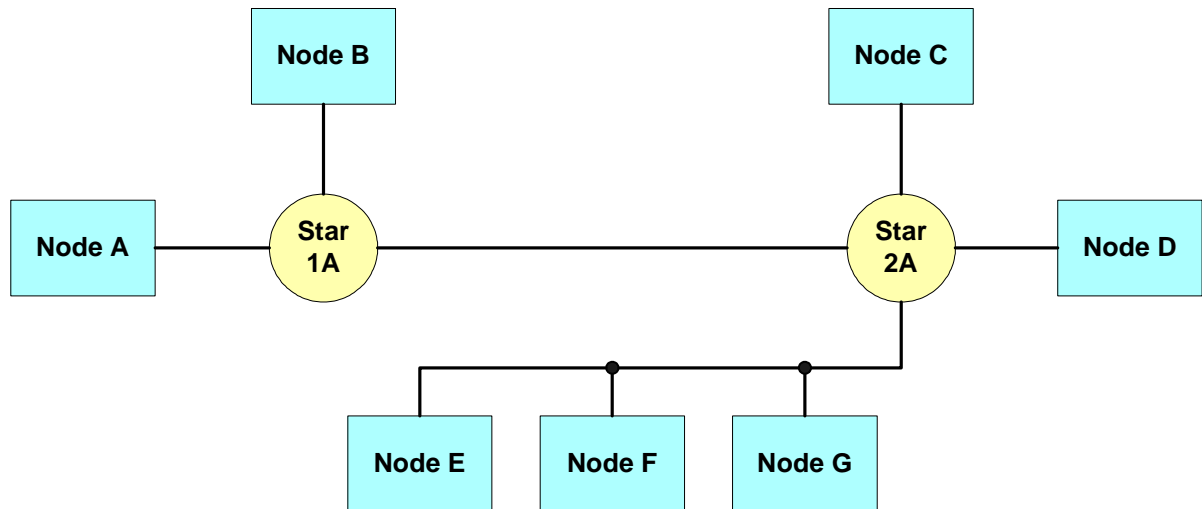 Node B
Node C
Node A
Star
1A
Star
2A
Node D
Node E
Node F
Node G